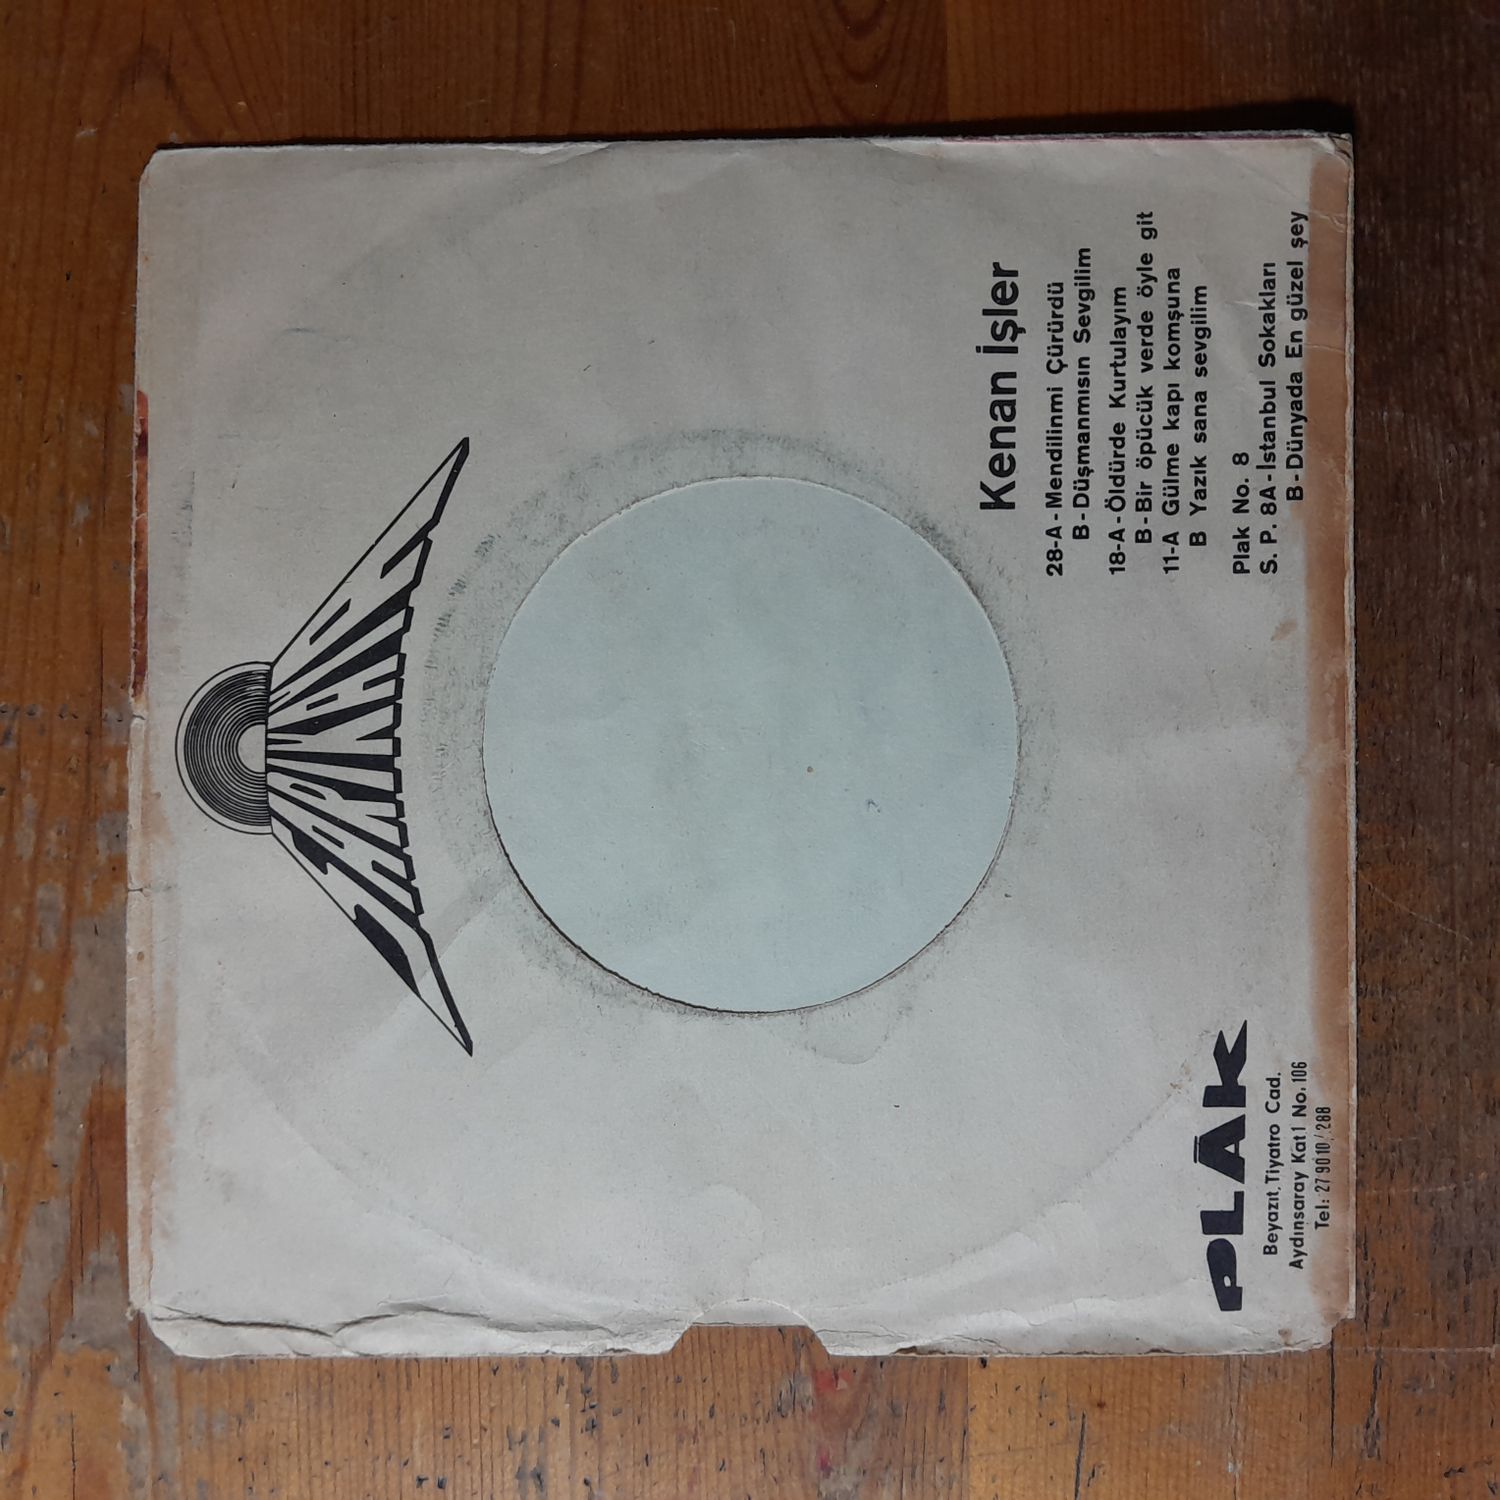 PLÂK
Beyazıt, Tiyatro Cad.
Aydınsaray Kat 1 No. 106
Tel: 27 90 10/288
Kenan İşler
28-A - Mendilinmi Çürürdü
B - Düşmanmısın Sevgilim
18-A - Öldürde Kurtulayım
B - Bir öpücük verde öyle git
11-A Gülme kapı komşuna
B Yazık sana sevgilim
Plak No. 8
S. P. 8A - İstanbul Sokakları
B - Dünyada En güzel şey